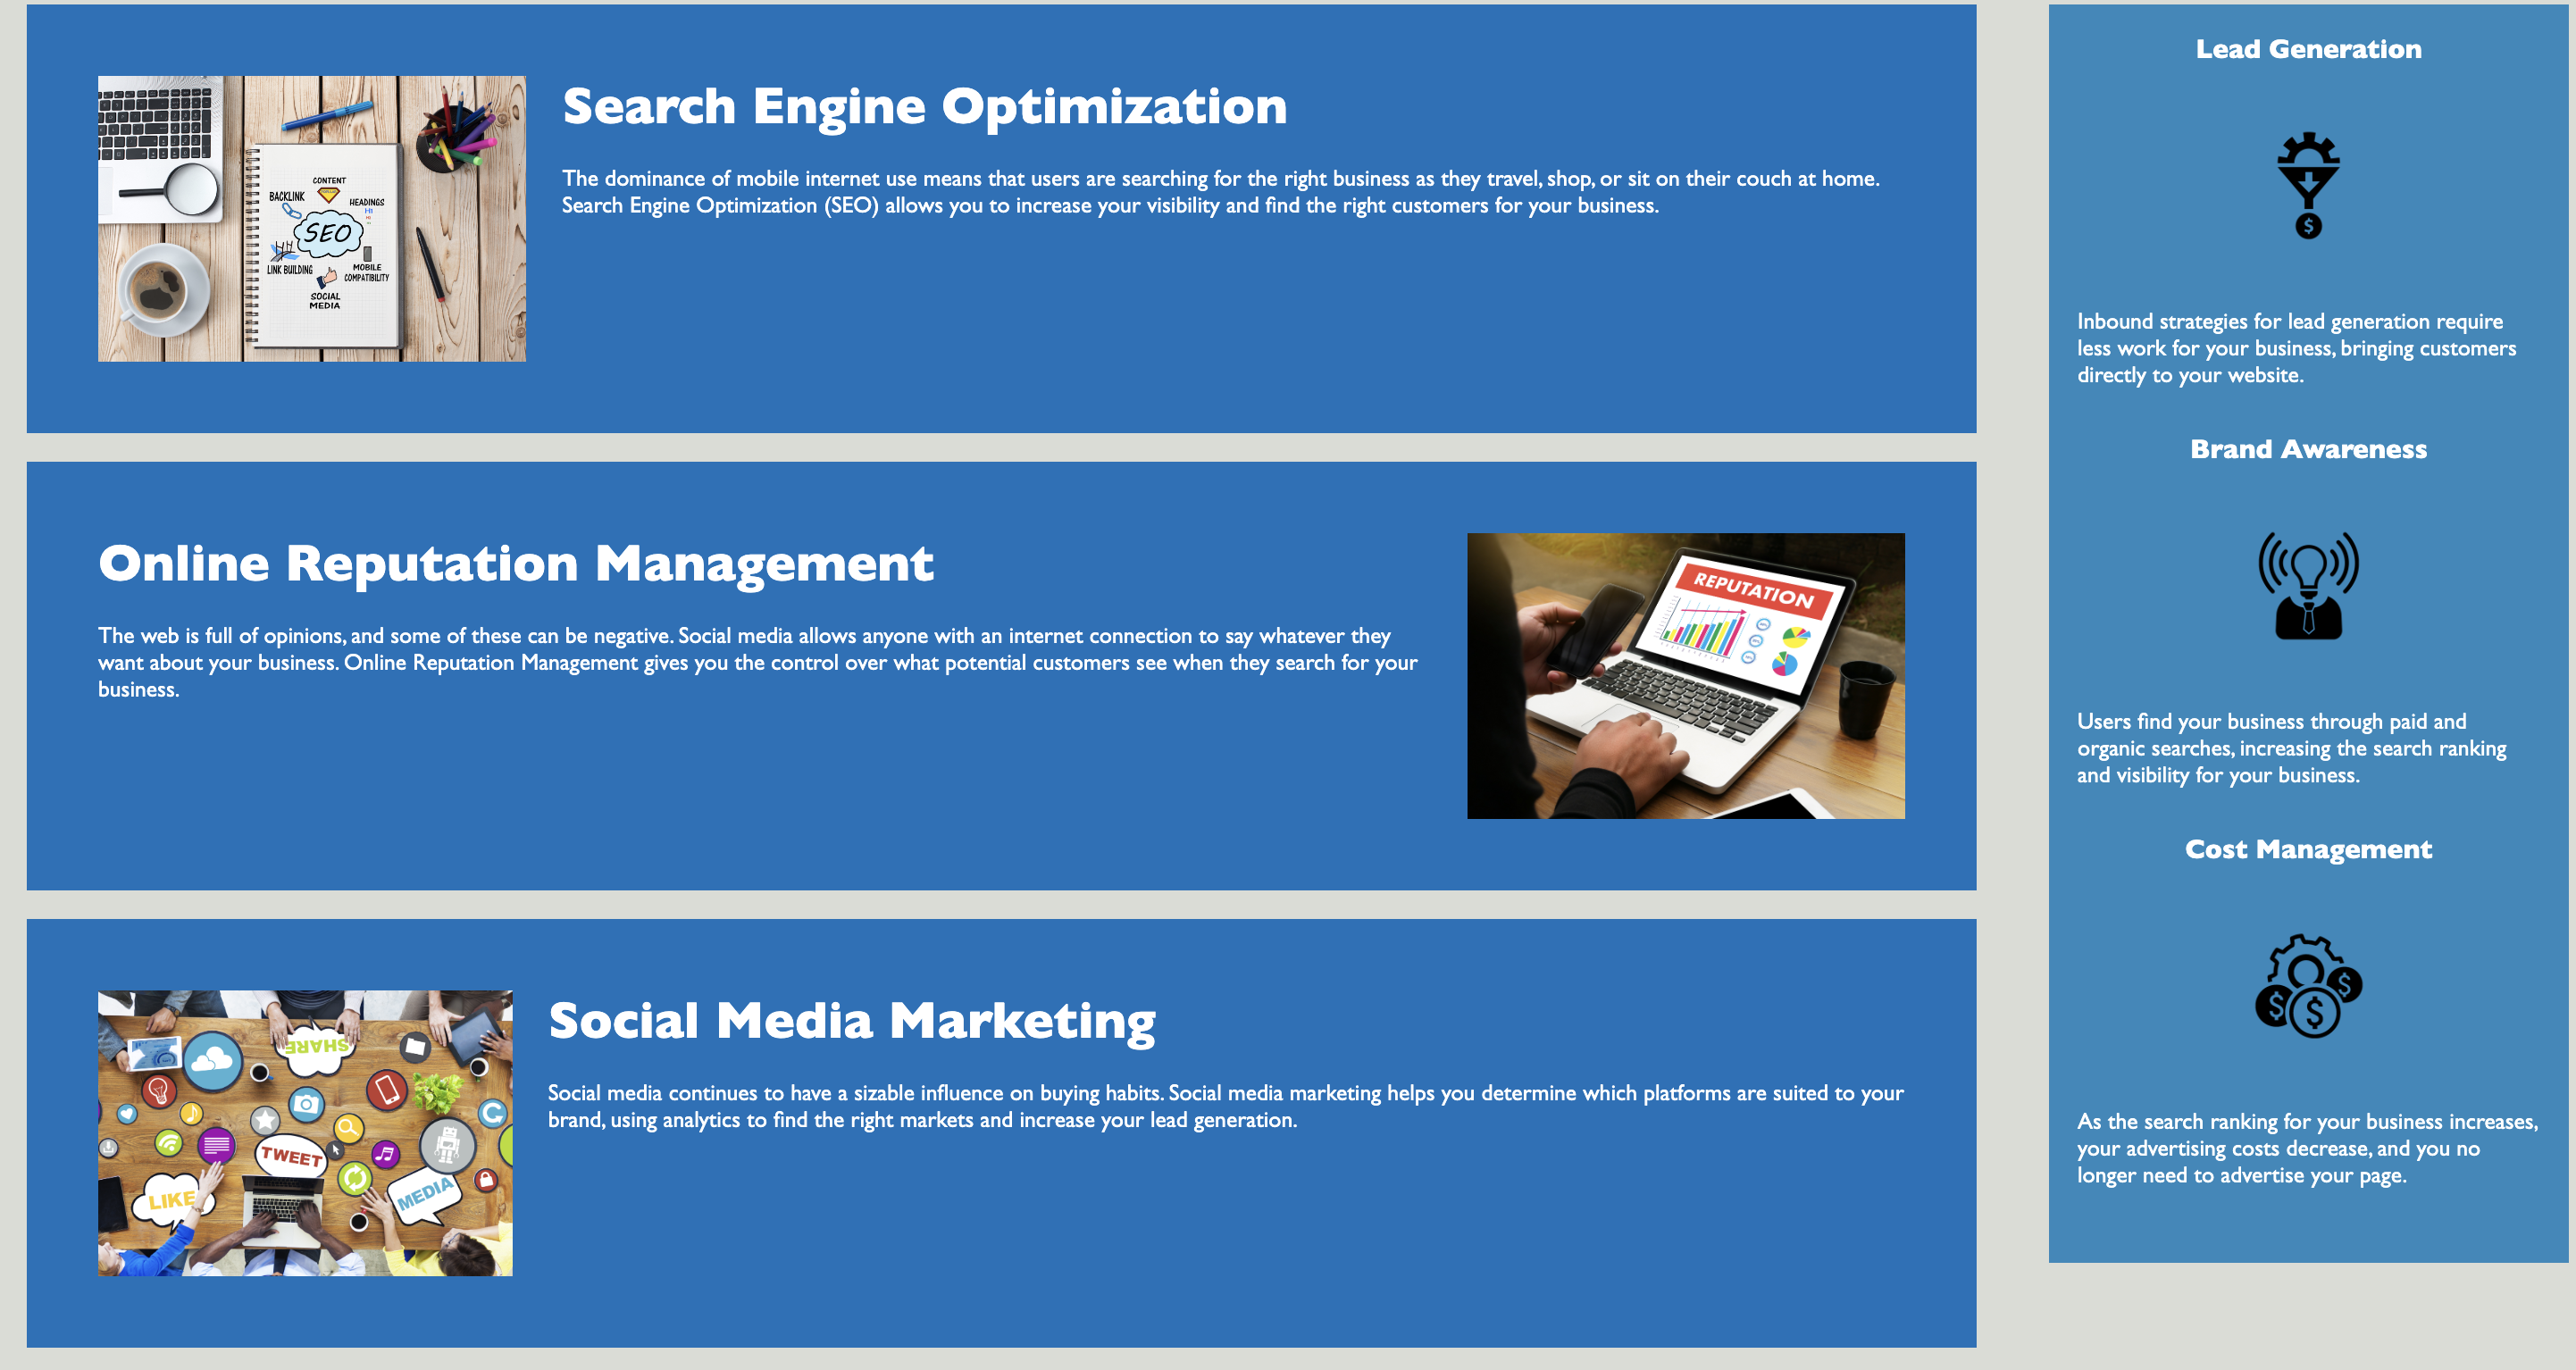 Search Engine Optimization
The dominance of mobile internet use means that users are searching for the right business as they travel, shop, or sit on their couch at home.
Search Engine Optimization (SEO) allows you to increase your visibility and find the right customers for your business.
CONTENT
BACKLINK
HEADINGS
H1
SEO
LINK BUILDING
MOBILE
COMPATIBILITY
SOCIAL
MEDIA
Online Reputation Management
The web is full of opinions, and some of these can be negative. Social media allows anyone with an internet connection to say whatever they
want about your business. Online Reputation Management gives you the control over what potential customers see when they search for your
business.
REPUTATION
Social Media Marketing
Social media continues to have a sizable influence on buying habits. Social media marketing helps you determine which platforms are suited to your
brand, using analytics to find the right markets and increase your lead generation.
SHARE
TWEET
LIKE
MEDIA
Lead Generation
$
Inbound strategies for lead generation require
less work for your business, bringing customers
directly to your website.
Brand Awareness
Users find your business through paid and
organic searches, increasing the search ranking
and visibility for your business.
Cost Management
$ $ $
As the search ranking for your business increases,
your advertising costs decrease, and you no
longer need to advertise your page.